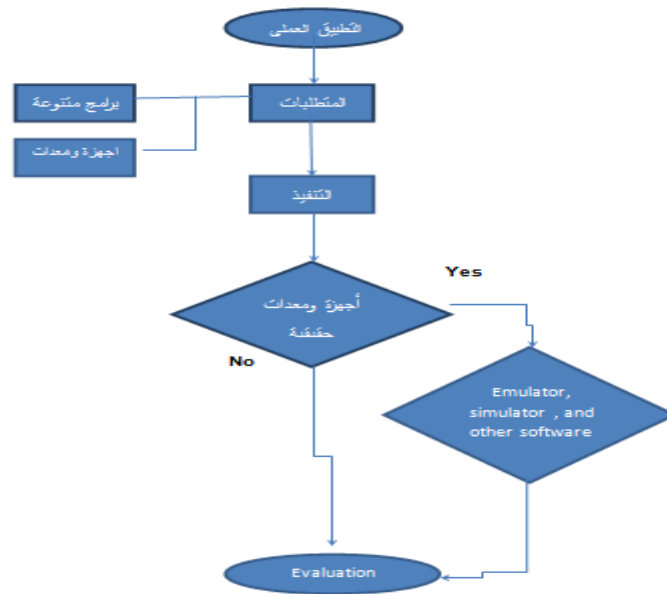 التطبيق العملي
المتطلبات
برامج متنوعة
اجهزة ومعدات
التنفيذ
أجهزة ومعدات
حقيقية
Yes
No
Emulator,
simulator , and
other software
Evaluation